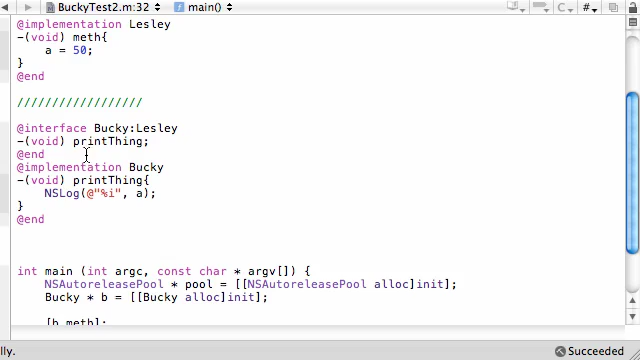 BuckyTest2.m:32 main() C #
@implementation Lesley
-(void) meth{
a = 50;
}
@end
//////////////////
@interface Bucky:Lesley
-(void) printThing;
@end
@implementation Bucky
-(void) printThing{
NSLog(@"%i", a);
}
@end
int main (int argc, const char * argv[]) {
NSAutoreleasePool * pool = [[NSAutoreleasePool alloc]init];
Bucky * b = [[Bucky alloc]init];
[b meth];
lly. Succeeded